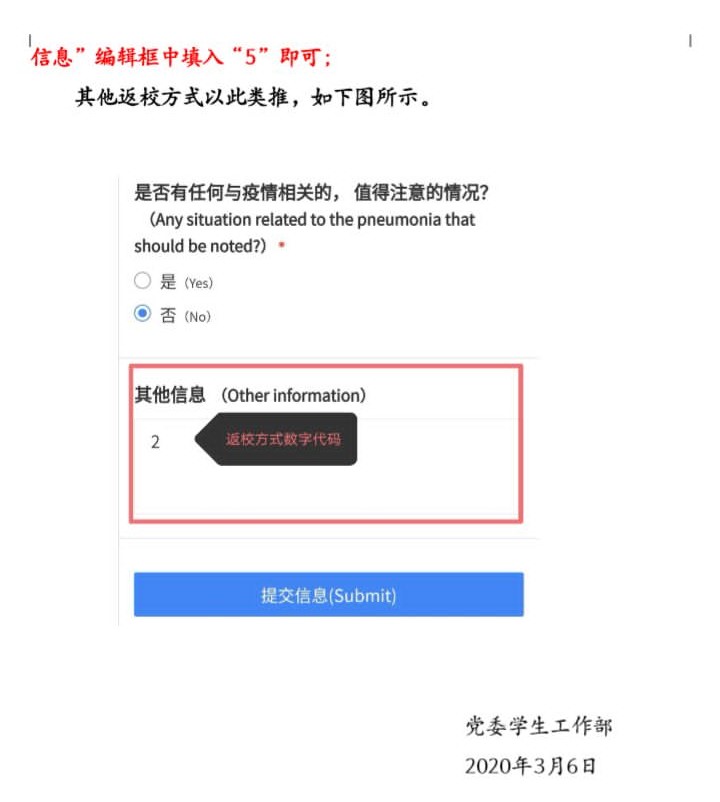 信息”编辑框中填入“5”即可；
其他返校方式以此类推，如下图所示。
是否有任何与疫情相关的， 值得注意的情况？
（Any situation related to the pneumonia that
should be noted?） *
是（Yes）
否（No）
其他信息 （Other information）
2
返校方式数字代码
提交信息(Submit)
党委学生工作部
2020年3月6日